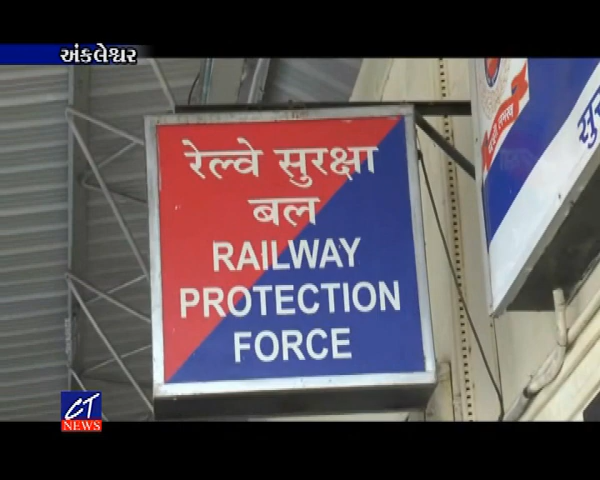 અંકલેશ્વર
रेल्वे सुरक्षा
बल
RAILWAY
PROTECTION
FORCE
CT
NEWS